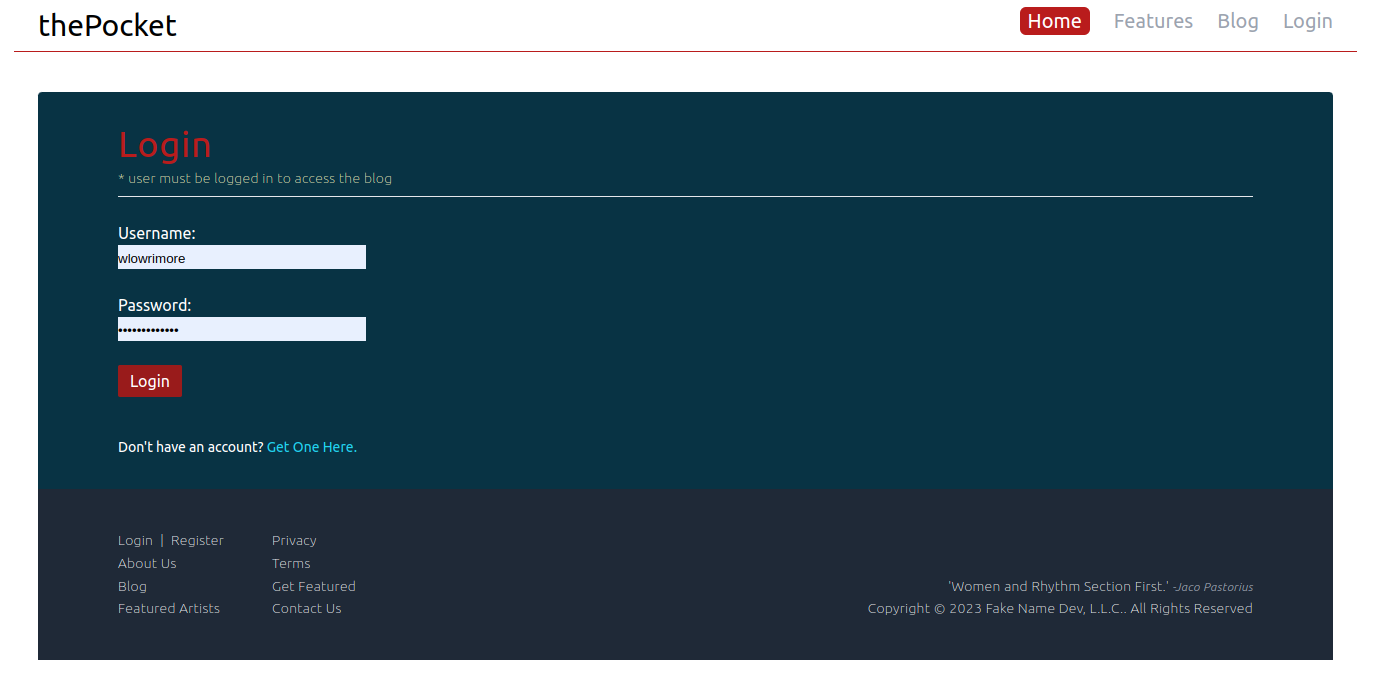 thePocket
Home Features Blog Login
Login
* user must be logged in to access the blog
Username:
wlowrimore
Password:
•••••••••••••
Login
Don't have an account? Get One Here.
Login | Register
About Us
Blog
Featured Artists
Privacy
Terms
Get Featured
Contact Us
'Women and Rhythm Section First.' -Jaco Pastorius
Copyright © 2023 Fake Name Dev, L.L.C.. All Rights Reserved